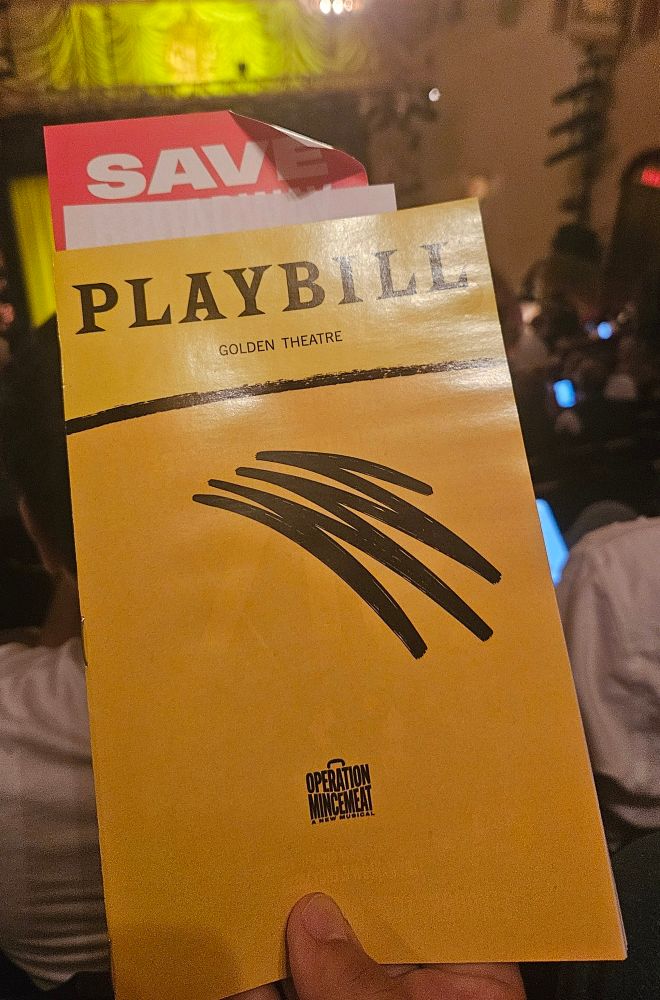 SAVE
PLAYBILL
GOLDEN THEATRE
OPERATION
MINCEMEAT
A NEW MUSICAL